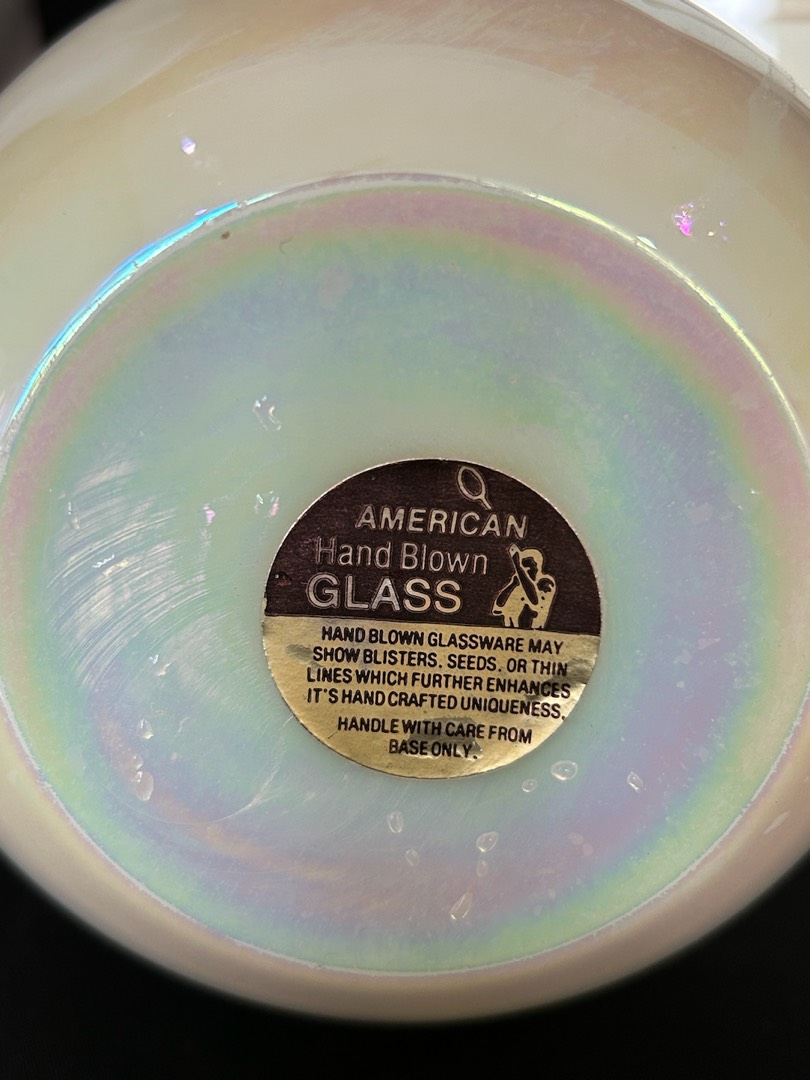 AMERICAN
Hand Blown
GLASS
HAND BLOWN GLASSWARE MAY
SHOW BLISTERS. SEEDS. OR THIN
LINES WHICH FURTHER ENHANCES
IT'S HAND CRAFTED UNIQUENESS.
HANDLE WITH CARE FROM
BASE ONLY.